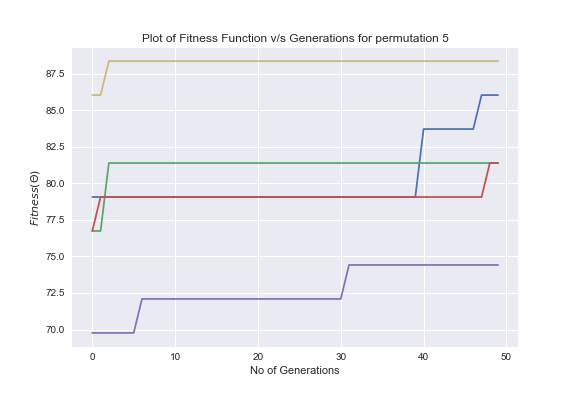 Plot of Fitness Function v/s Generations for permutation 5
87.5
85.0
82.5
80.0
77.5
75.0
72.5
70.0
Fitness(Θ)
0 10 20 30 40 50
No of Generations